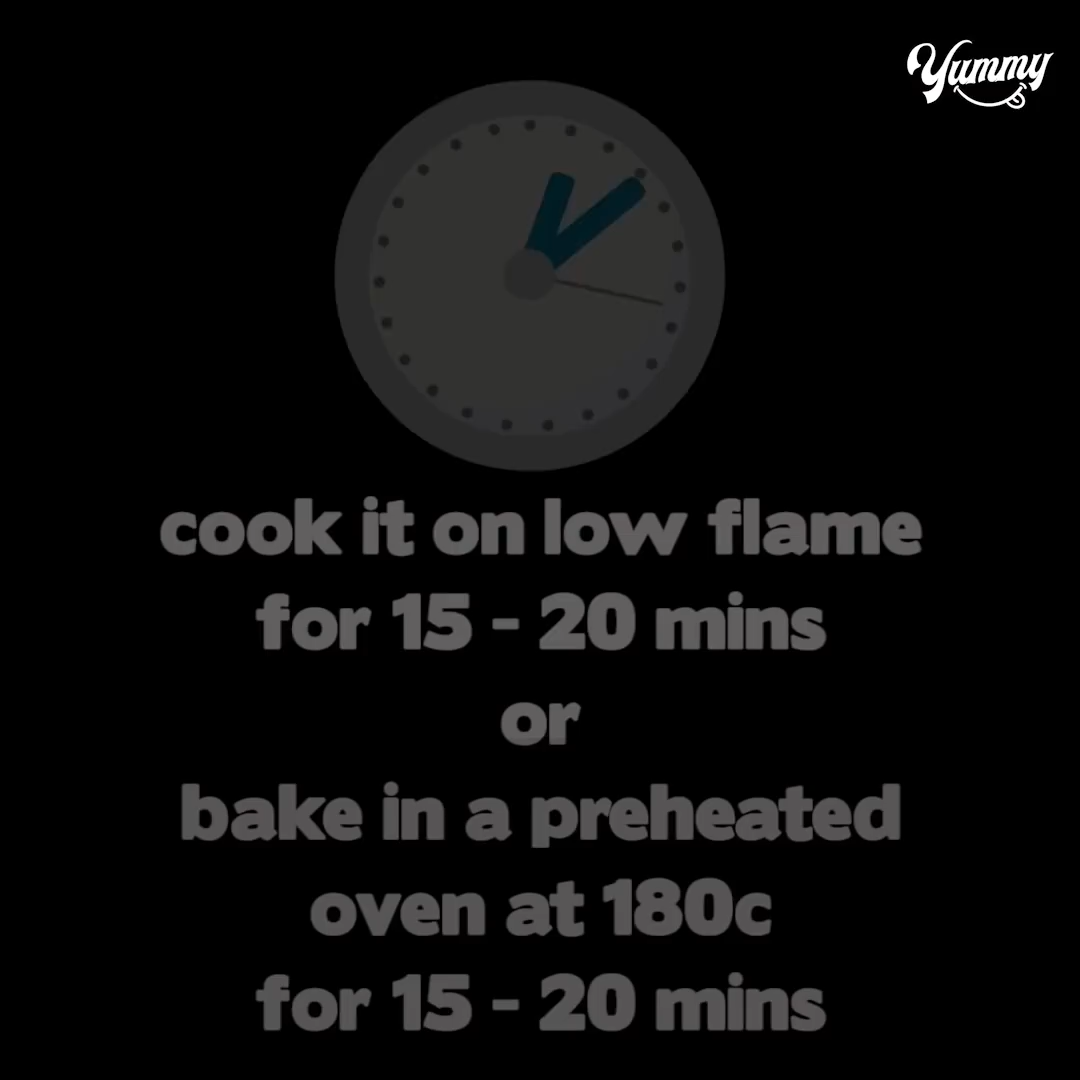 Yummy
cook it on low flame
for 15 - 20 mins
or
bake in a preheated
oven at 180c
for 15 - 20 mins